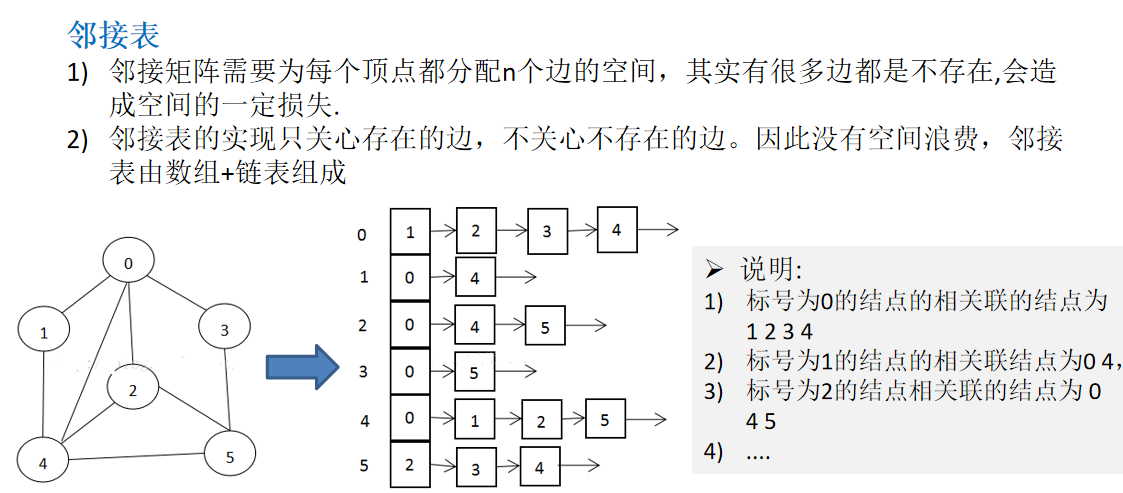 邻接表
1) 邻接矩阵需要为每个顶点都分配n个边的空间，其实有很多边都是不存在,会造
成空间的一定损失.
2) 邻接表的实现只关心存在的边，不关心不存在的边。因此没有空间浪费，邻接
表由数组+链表组成
0
1
3
2
4
5
0 1 2 3 4
1 0 4
2 0 4 5
3 0 5
4 0 1 2 5
5 2 3 4
➢ 说明:
1) 标号为0的结点的相关联的结点为
1 2 3 4
2) 标号为1的结点的相关联结点为0 4，
3) 标号为2的结点相关联的结点为 0
4 5
4) ....